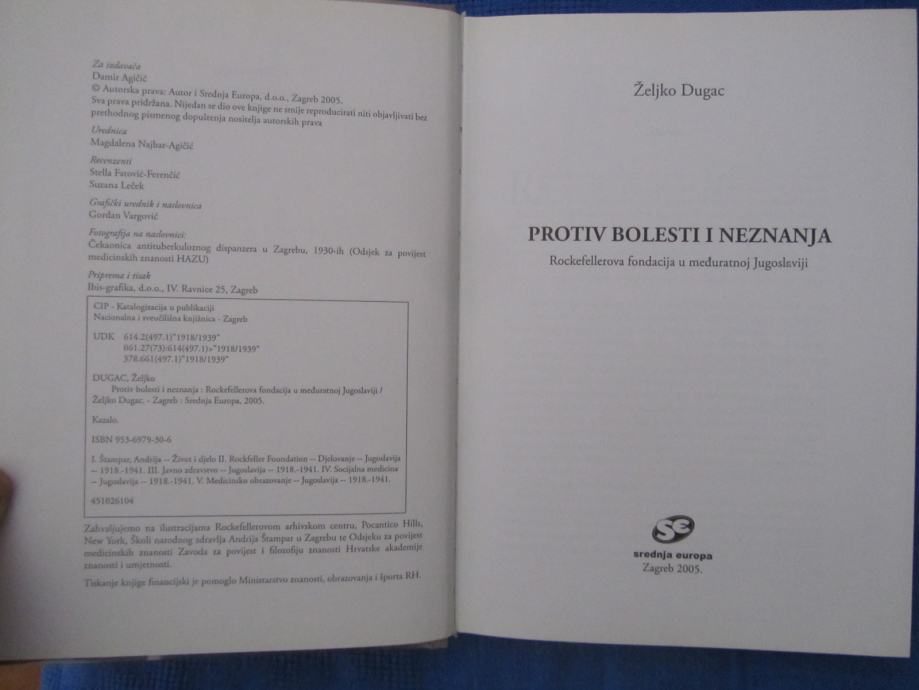 Za izdavača
Damir Agičić
© Autorska prava: Autor i Srednja Europa, d.o.o., Zagreb 2005.
Sva prava pridržana. Nijedan se dio ove knjige ne smije reproducirati niti objavljivati bez
prethodnog pismenog dopuštenja nositelja autorskih prava
Urednica
Magdalena Najbar-Agičić
Recenzenti
Stella Fatović-Ferenčić
Suzana Leček
Grafički urednik i naslovnica
Gordan Vargović
Fotografija na naslovnici:
Čekaonica antituberkuloznog dispanzera u Zagrebu, 1930-ih (Odsjek za povijest
medicinskih znanosti HAZU)
Priprema i tisak
Ibis-grafika, d.o.o., IV. Ravnice 25, Zagreb
CIP - Katalogizacija u publikaciji
Nacionalna i sveučilišna knjižnica - Zagreb
UDK 614.2(497.1)"1918/1939"
061.27(73):614(497.1)»"1918/1939"
378.661(497.1)"1918/1939"
DUGAC, Željko
Protiv bolesti i neznanja : Rockefellerova fondacija u međuratnoj Jugoslaviji /
Željko Dugac. - Zagreb : Srednja Europa, 2005.
Kazalo.
ISBN 953-6979-30-6
I. Štampar, Andrija -- Život i djelo II. Rockfeller Foundation -- Djelovanje -- Jugoslavija
-- 1918.-1941. III. Javno zdravstvo -- Jugoslavija -- 1918.-1941. IV. Socijalna medicina
-- Jugoslavija -- 1918.-1941. V. Medicinsko obrazovanje -- Jugoslavija -- 1918.-1941.
451026104
Zahvaljujemo na ilustracijama Rockefellerovom arhivskom centru, Pocantico Hills,
New York, Školi narodnog zdravlja Andrija Štampar u Zagrebu te Odsjeku za povijest
medicinskih znanosti Zavoda za povijest i filozofiju znanosti Hrvatske akademije
znanosti i umjetnosti.
Tiskanje knjige financijski je pomoglo Ministarstvo znanosti, obrazovanja i športa RH.
Željko Dugac
PROTIV BOLESTI I NEZNANJA
Rockefellerova fondacija u međuratnoj Jugoslaviji
se
srednja europa
Zagreb 2005.